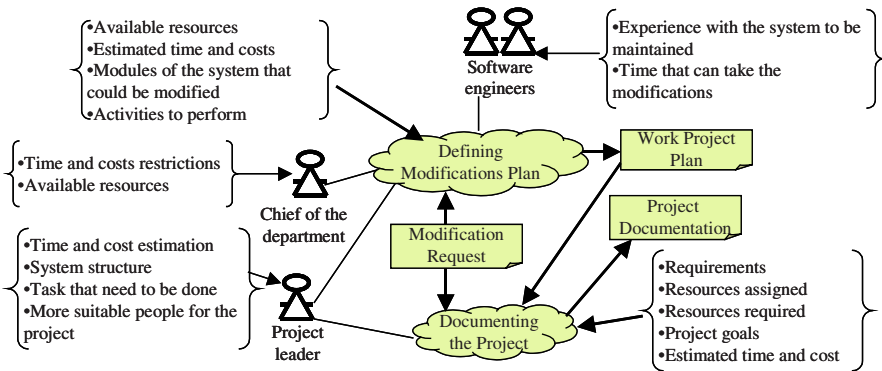 •Available resources
•Estimated time and costs
•Modules of the system that
could be modified
•Activities to perform
Software
engineers
•Experience with the system to be
maintained
•Time that can take the
modifications
•Time and costs restrictions
•Available resources
Chief of the
department
Defining
Modifications Plan
Work Project
Plan
Project
Documentation
Modification
Request
•Time and cost estimation
•System structure
•Task that need to be done
•More suitable people for the
project
Project
leader
Documenting
the Project
•Requirements
•Resources assigned
•Resources required
•Project goals
•Estimated time and cost